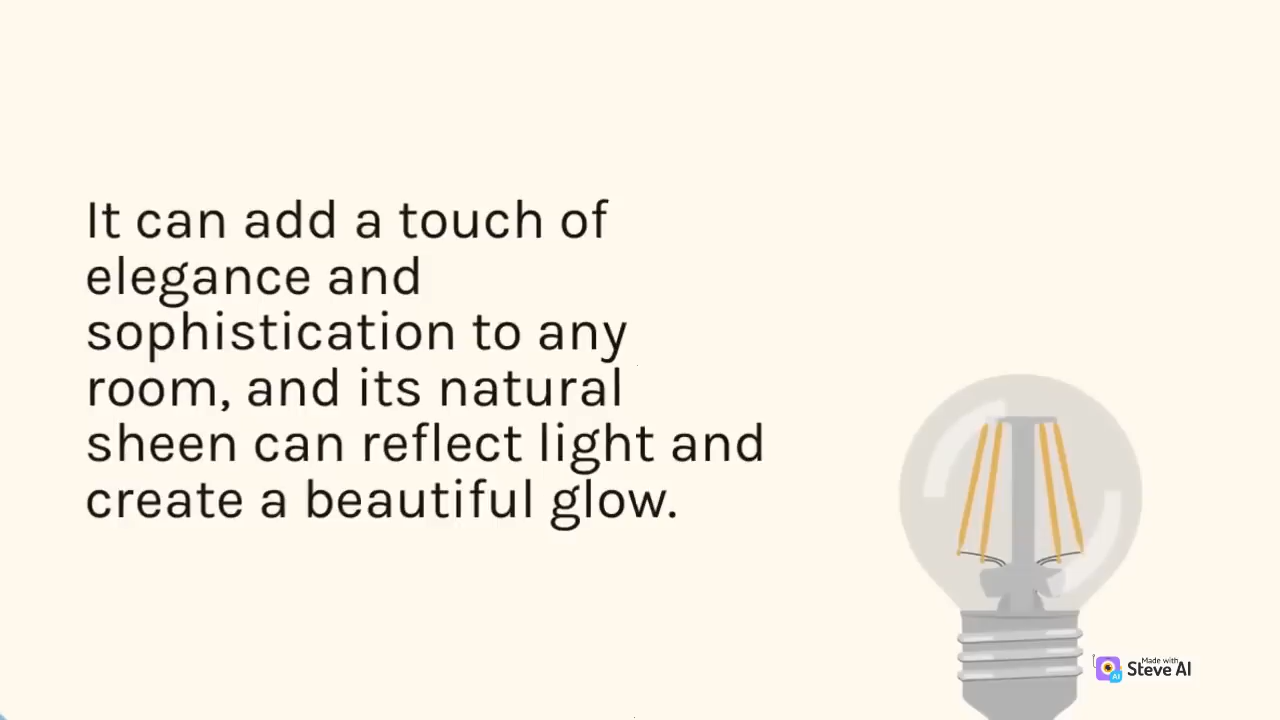 It can add a touch of
elegance and
sophistication to any
room, and its natural
sheen can reflect light and
create a beautiful glow.
Made with
Steve AI
AI